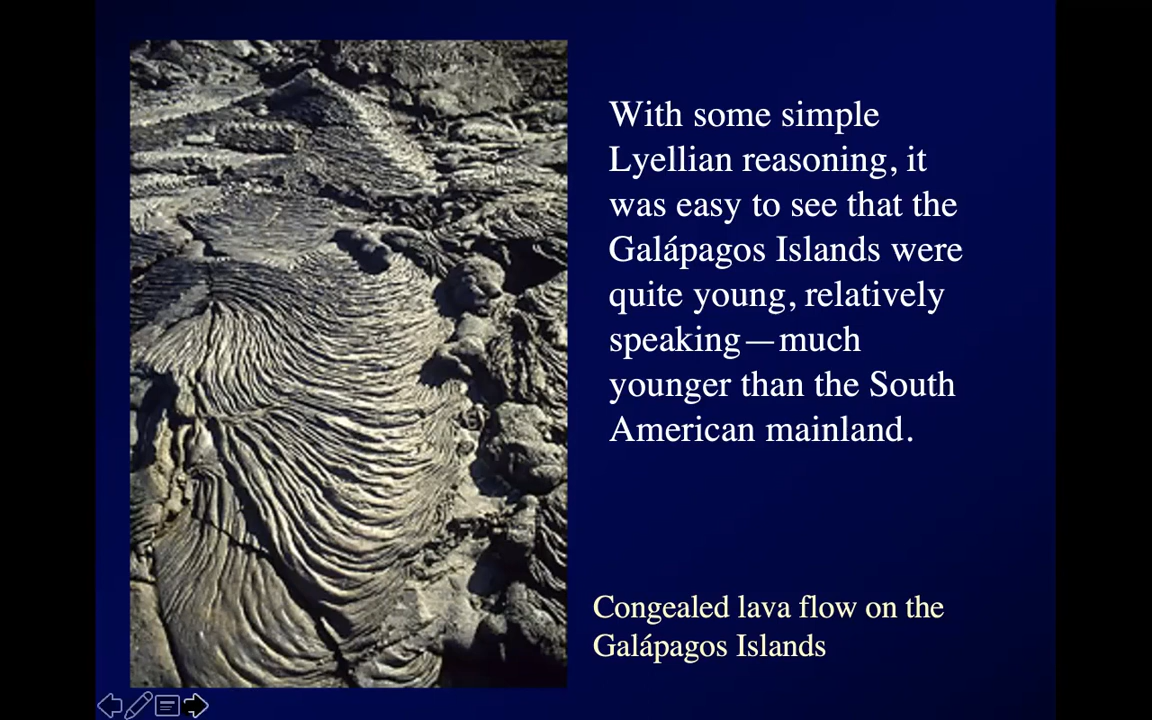 With some simple
Lyellian reasoning, it
was easy to see that the
Galápagos Islands were
quite young, relatively
speaking—much
younger than the South
American mainland.
Congealed lava flow on the
Galápagos Islands